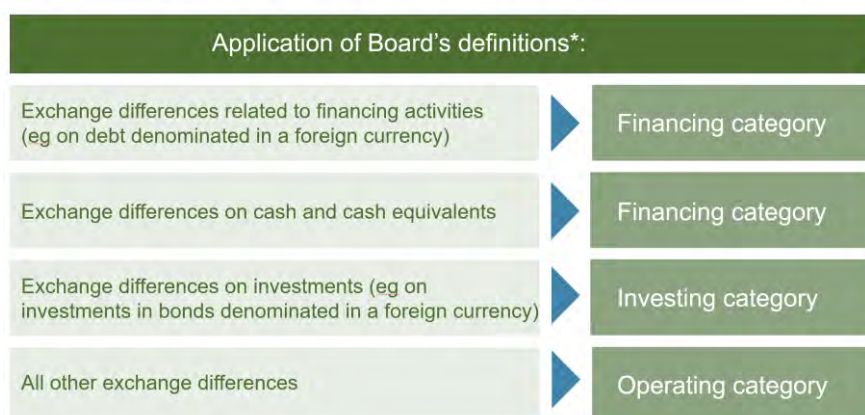 Application of Board's definitions*:
Exchange differences related to financing activities
(eg on debt denominated in a foreign currency)
Financing category
Exchange differences on cash and cash equivalents
Financing category
Exchange differences on investments (eg on
investments in bonds denominated in a foreign currency)
Investing category
All other exchange differences
Operating category